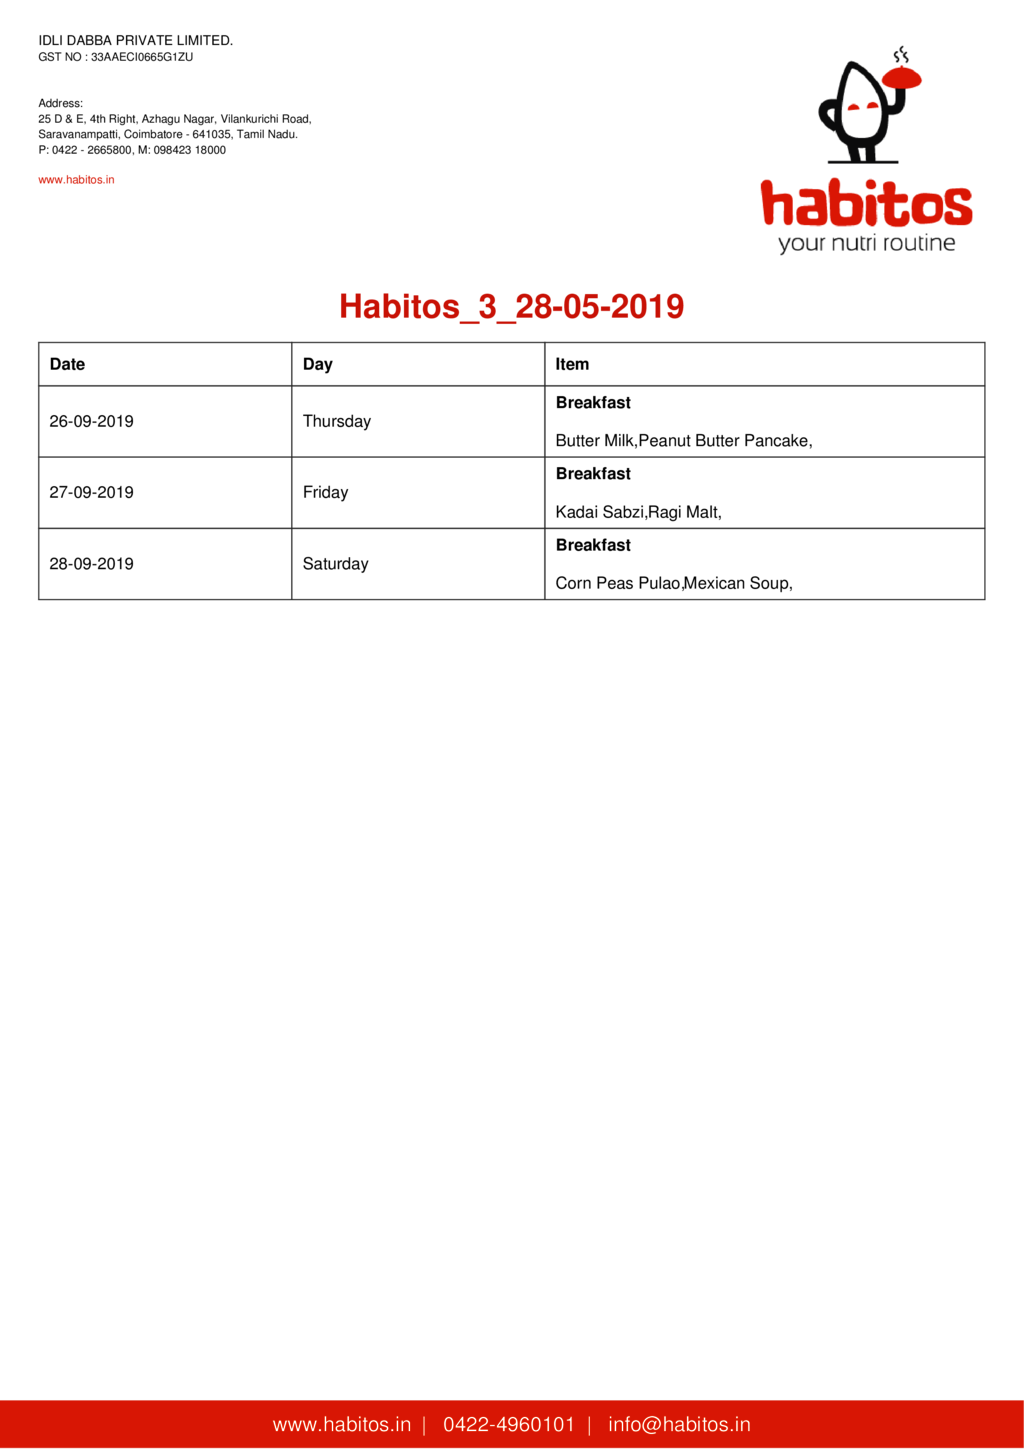 IDLI DABBA PRIVATE LIMITED.
GST NO : 33AAECI0665G1ZU
Address:
25 D & E, 4th Right, Azhagu Nagar, Vilankurichi Road,
Saravanampatti, Coimbatore - 641035, Tamil Nadu.
P: 0422 - 2665800, M: 098423 18000
www.habitos.in
habitos
your nutri routine
Habitos_3_28-05-2019
Date Day Item
26-09-2019 Thursday Breakfast
Butter Milk,Peanut Butter Pancake,
27-09-2019 Friday Breakfast
Kadai Sabzi,Ragi Malt,
28-09-2019 Saturday Breakfast
Corn Peas Pulao,Mexican Soup,
www.habitos.in | 0422-4960101 | info@habitos.in